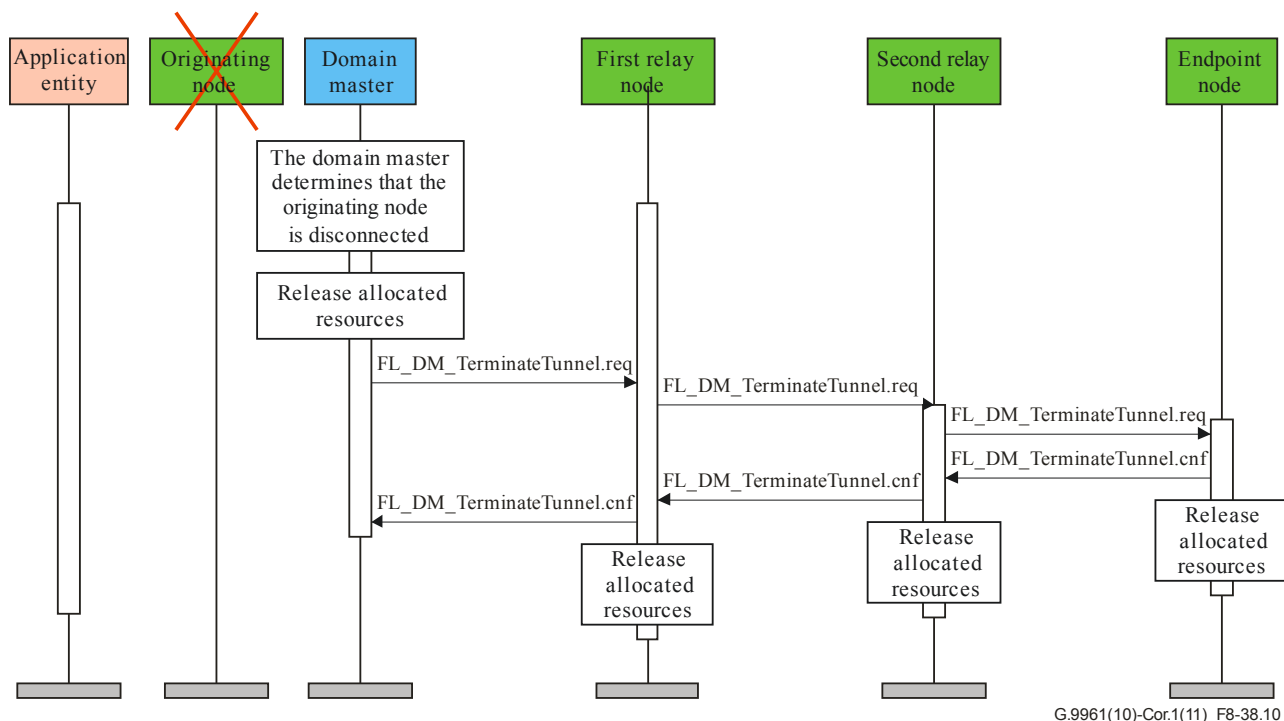 Application
entity
Originating
node
Domain
master
First relay
node
Second relay
node
Endpoint
node
The domain master
determines that the
originating node
is disconnected
Release allocated
resources
FL_DM_TerminateTunnel.req
FL_DM_TerminateTunnel.req
FL_DM_TerminateTunnel.req
FL_DM_TerminateTunnel.cnf
FL_DM_TerminateTunnel.cnf
FL_DM_TerminateTunnel.cnf
Release
allocated
resources
Release
allocated
resources
Release
allocated
resources
G.9961(10)-Cor.1(11)_F8-38.10